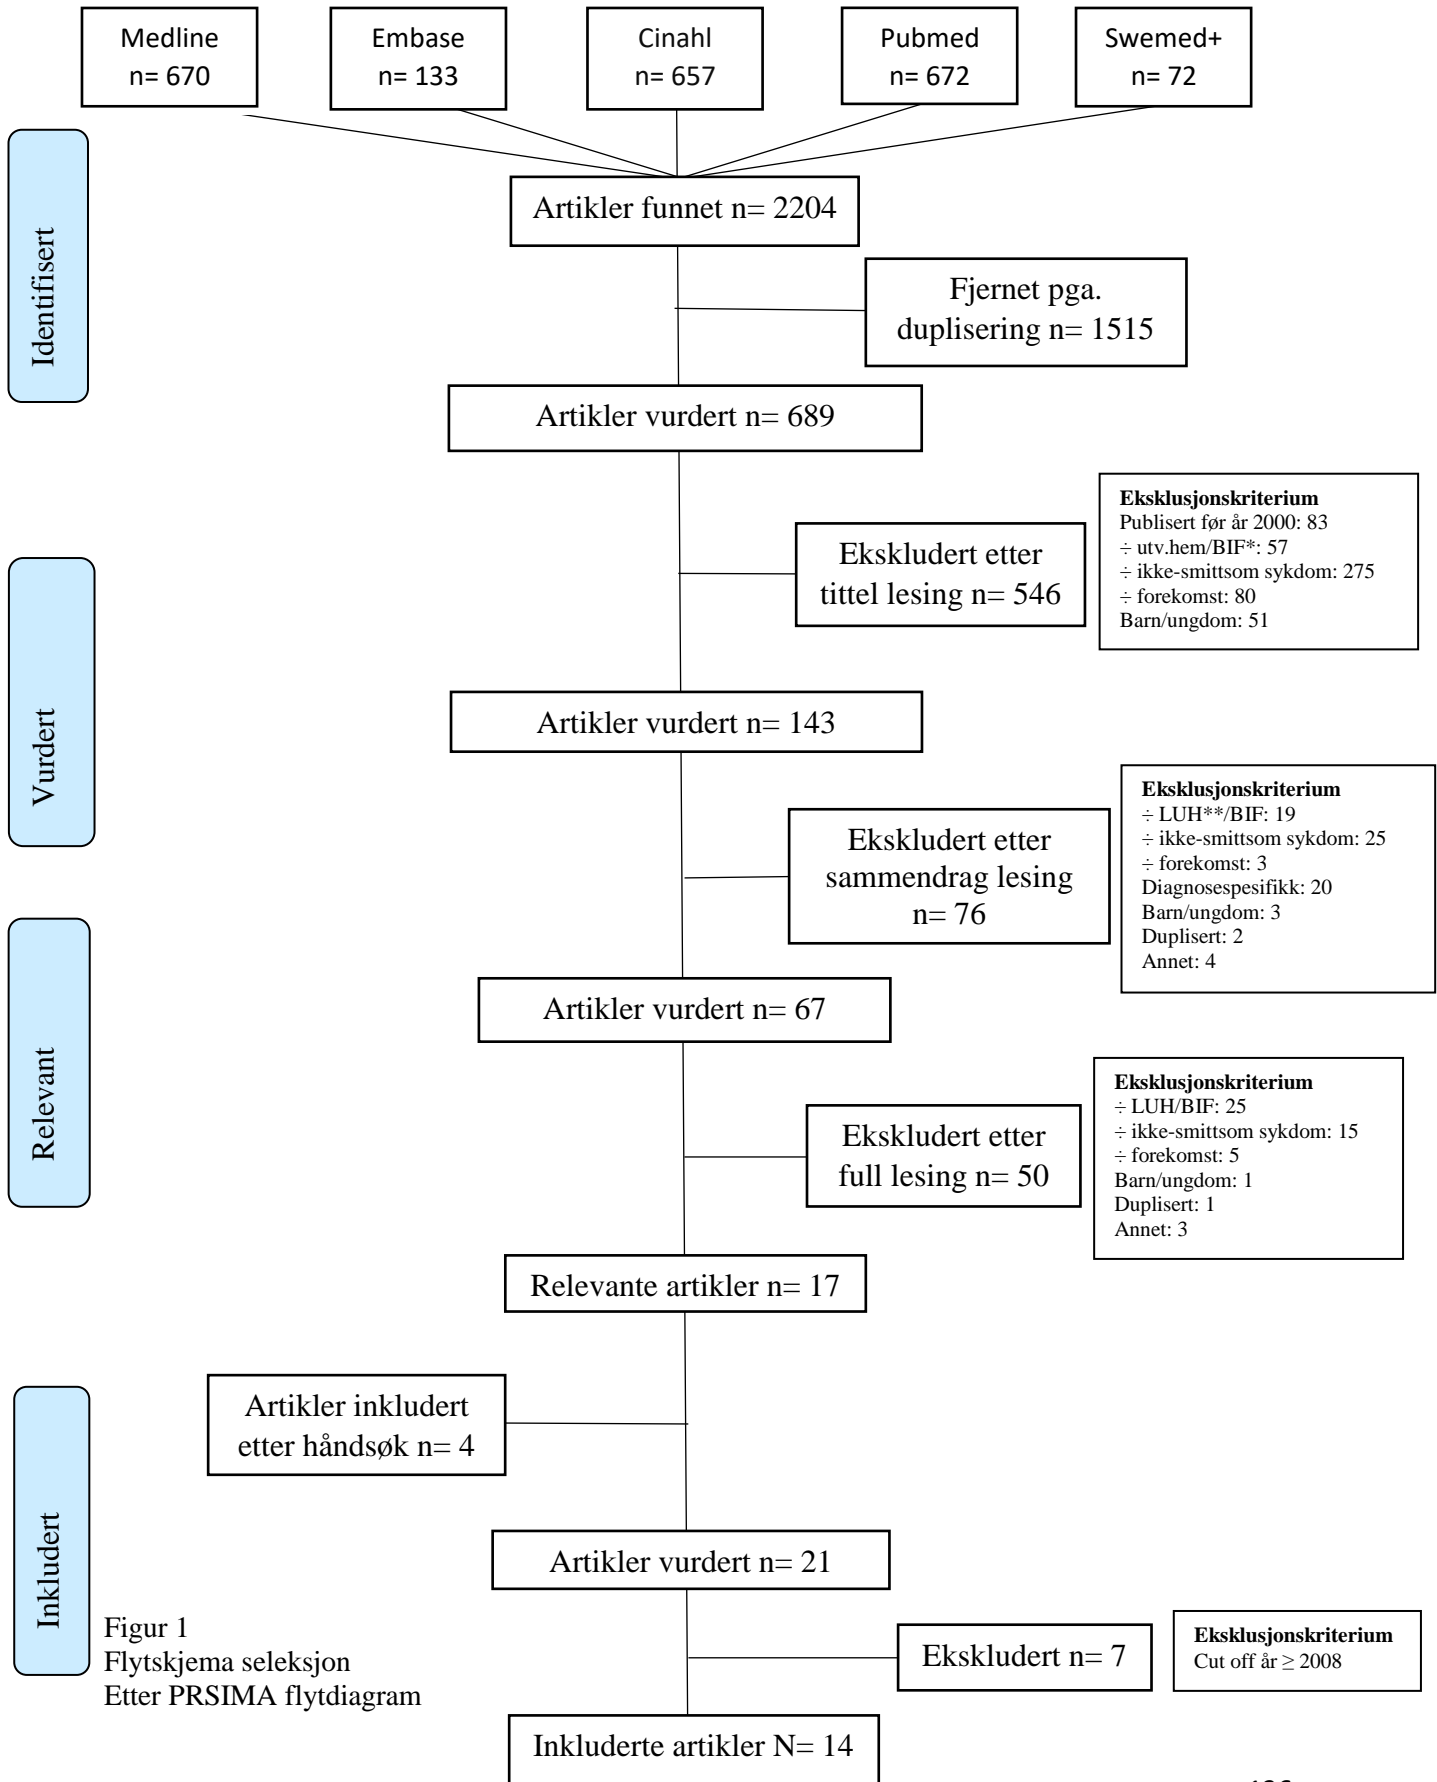 Medline
n= 670
Embase
n= 133
Cinahl
n= 657
Pubmed
n= 672
Swemed+
n= 72
Identifisert
Artikler funnet n= 2204
Fjernet pga.
duplisering n= 1515
Artikler vurdert n= 689
Vurdert
Ekskludert etter
tittel lesing n= 546
Eksklusjonskriterium
Publisert før år 2000: 83
÷ utv.hem/BIF*: 57
÷ ikke-smittsom sykdom: 275
÷ forekomst: 80
Barn/ungdom: 51
Artikler vurdert n= 143
Ekskludert etter
sammendrag lesing
n= 76
Eksklusjonskriterium
÷ LUH**/BIF: 19
÷ ikke-smittsom sykdom: 25
÷ forekomst: 3
Diagnosespesifikk: 20
Barn/ungdom: 3
Duplisert: 2
Annet: 4
Relevant
Artikler vurdert n= 67
Ekskludert etter
full lesing n= 50
Eksklusjonskriterium
÷ LUH/BIF: 25
÷ ikke-smittsom sykdom: 15
÷ forekomst: 5
Barn/ungdom: 1
Duplisert: 1
Annet: 3
Relevante artikler n= 17
Inkludert
Artikler inkludert
etter håndsøk n= 4
Artikler vurdert n= 21
Ekskludert n= 7
Eksklusjonskriterium
Cut off år ≥ 2008
Figur 1
Flytskjema seleksjon
Etter PRSIMA flytdiagram
Inkluderte artikler N= 14